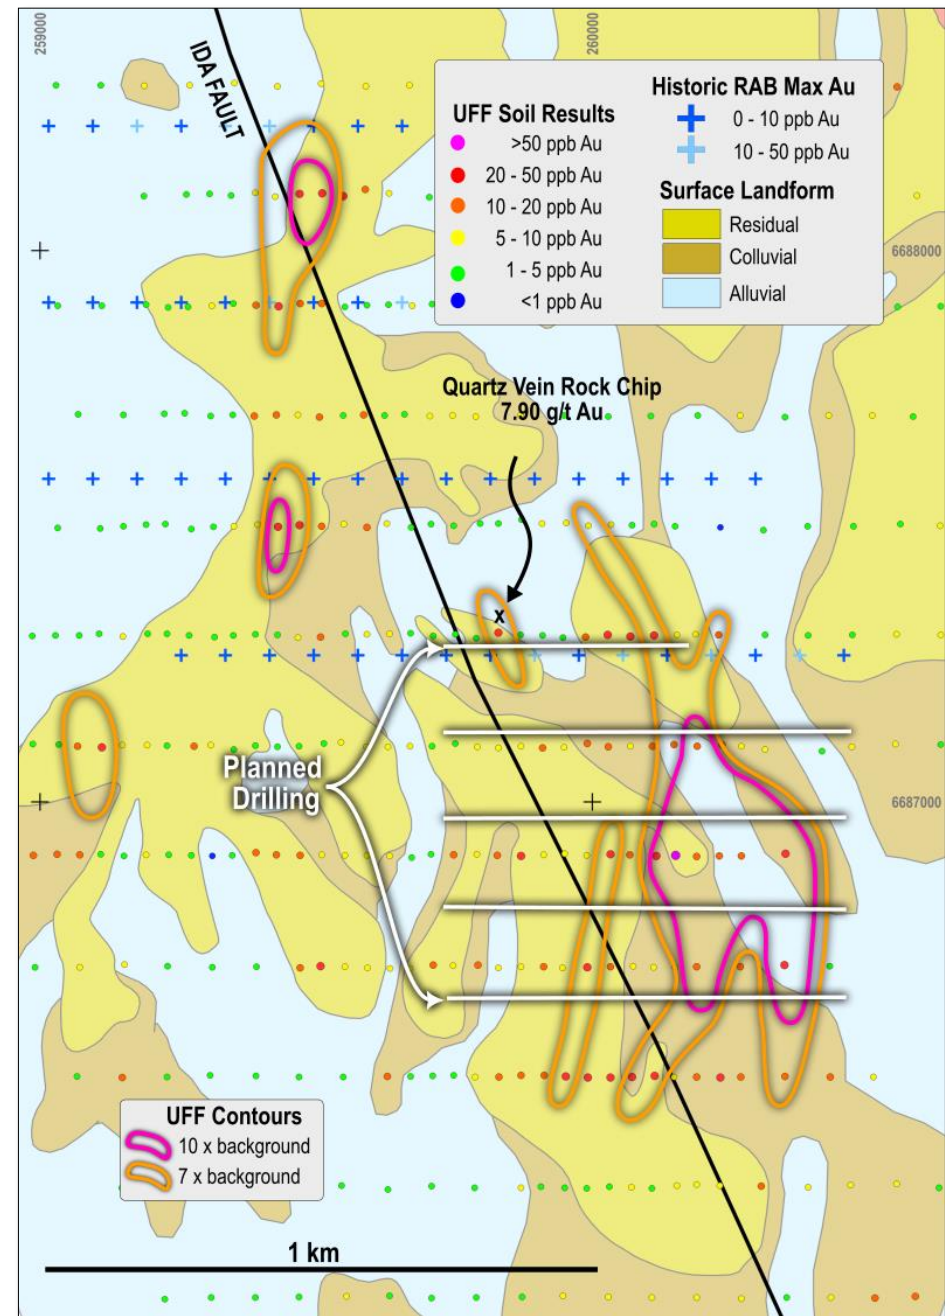 259000
260000
IDA FAULT
UFF Soil Results
>50 ppb Au
20 - 50 ppb Au
10 - 20 ppb Au
5 - 10 ppb Au
1 - 5 ppb Au
<1 ppb Au
Historic RAB Max Au
0 - 10 ppb Au
10 - 50 ppb Au
Surface Landform
Residual
Colluvial
Alluvial
6688000
Quartz Vein Rock Chip
7.90 g/t Au
x
Planned
Drilling
6687000
UFF Contours
10 x background
7 x background
1 km